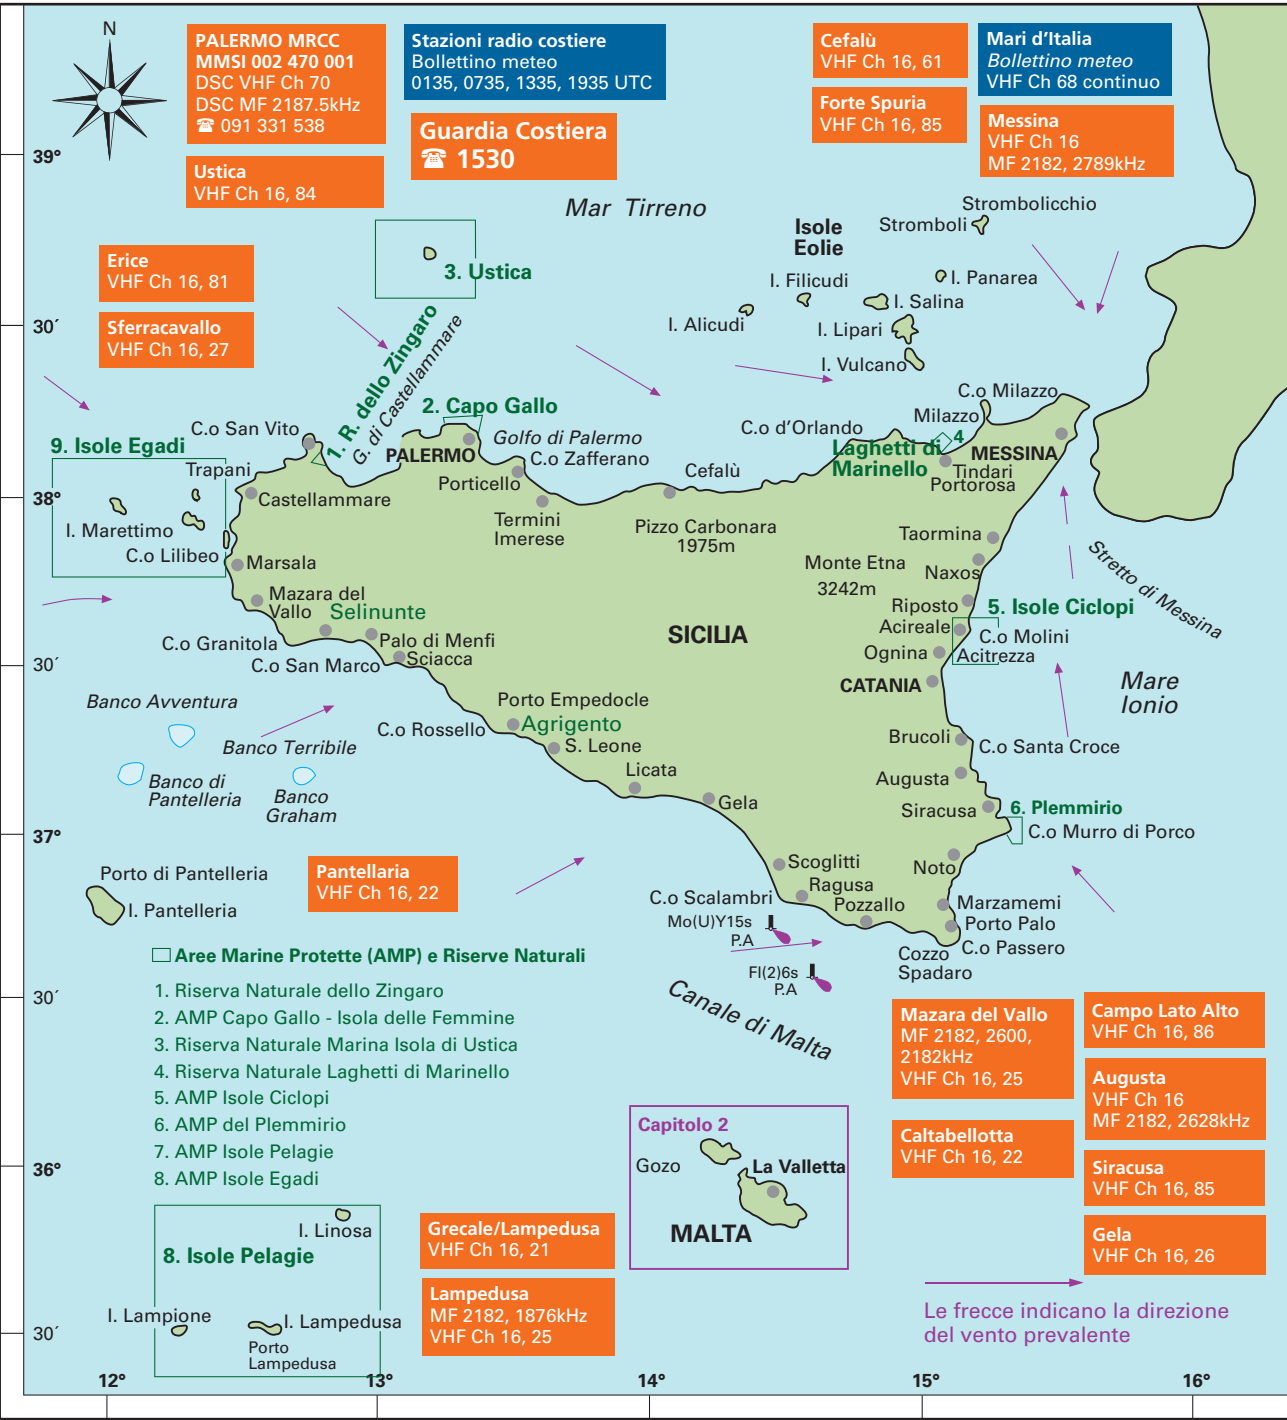 N
PALERMO MRCC
MMSI 002 470 001
DSC VHF Ch 70
DSC MF 2187.5kHz
☎ 091 331 538
Stazioni radio costiere
Bollettino meteo
0135, 0735, 1335, 1935 UTC
Guardia Costiera
☎ 1530
Cefalù
VHF Ch 16, 61
Forte Spuria
VHF Ch 16, 85
Mari d'Italia
Bollettino meteo
VHF Ch 68 continuo
Messina
VHF Ch 16
MF 2182, 2789kHz
39°
Ustica
VHF Ch 16, 84
Mar Tirreno
Strombolicchio
Stromboli
Isole
Eolie
Erice
VHF Ch 16, 81
3. Ustica
I. Filicudi
I. Panarea
I. Salina
30´
Sferracavallo
VHF Ch 16, 27
I. Alicudi
I. Lipari
I. Vulcano
1. R. dello Zingaro
G. di Castellammare
2. Capo Gallo
C.o Milazzo
Milazzo
C.o San Vito
9. Isole Egadi
PALERMO
Golfo di Palermo
C.o Zafferano
C.o d'Orlando
Laghetti di
Marinello
4
MESSINA
Trapani
Castellammare
Porticello
Cefalù
Tindari
Portorosa
38°
I. Marettimo
C.o Lilibeo
Termini
Imerese
Pizzo Carbonara
1975m
Taormina
Stretto di Messina
Marsala
Monte Etna
3242m
Naxos
Mazara del
Vallo
Selinunte
Riposto
5. Isole Ciclopi
C.o Granitola
Palo di Menfi
SICILIA
Acireale
C.o Molini
30´
C.o San Marco
Sciacca
Ognina
Acitrezza
CATANIA
Mare
Ionio
Banco Avventura
Porto Empedocle
Agrigento
C.o Rossello
Banco Terribile
S. Leone
Brucoli
C.o Santa Croce
Banco di
Pantelleria
Banco
Graham
Licata
Augusta
Gela
Siracusa
6. Plemmirio
37°
C.o Murro di Porco
Porto di Pantelleria
I. Pantelleria
Pantellaria
VHF Ch 16, 22
Scoglitti
Ragusa
Noto
C.o Scalambri
Pozzallo
Marzamemi
Mo(U)Y15s
P.A
Porto Palo
C.o Passero
Cozzo
Spadaro
Fl(2)6s
P.A
Canale di Malta
30´
Aree Marine Protette (AMP) e Riserve Naturali
1. Riserva Naturale dello Zingaro
2. AMP Capo Gallo - Isola delle Femmine
3. Riserva Naturale Marina Isola di Ustica
4. Riserva Naturale Laghetti di Marinello
5. AMP Isole Ciclopi
6. AMP del Plemmirio
7. AMP Isole Pelagie
8. AMP Isole Egadi
Mazara del Vallo
MF 2182, 2600,
2182kHz
VHF Ch 16, 25
Campo Lato Alto
VHF Ch 16, 86
Augusta
VHF Ch 16
MF 2182, 2628kHz
Caltabellotta
VHF Ch 16, 22
Siracusa
VHF Ch 16, 85
Gela
VHF Ch 16, 26
Capitolo 2
Gozo
La Valletta
MALTA
36°
I. Linosa
8. Isole Pelagie
I. Lampione
I. Lampedusa
Porto
Lampedusa
Grecale/Lampedusa
VHF Ch 16, 21
Lampedusa
MF 2182, 1876kHz
VHF Ch 16, 25
Le frecce indicano la direzione
del vento prevalente
30´
12°
13°
14°
15°
16°